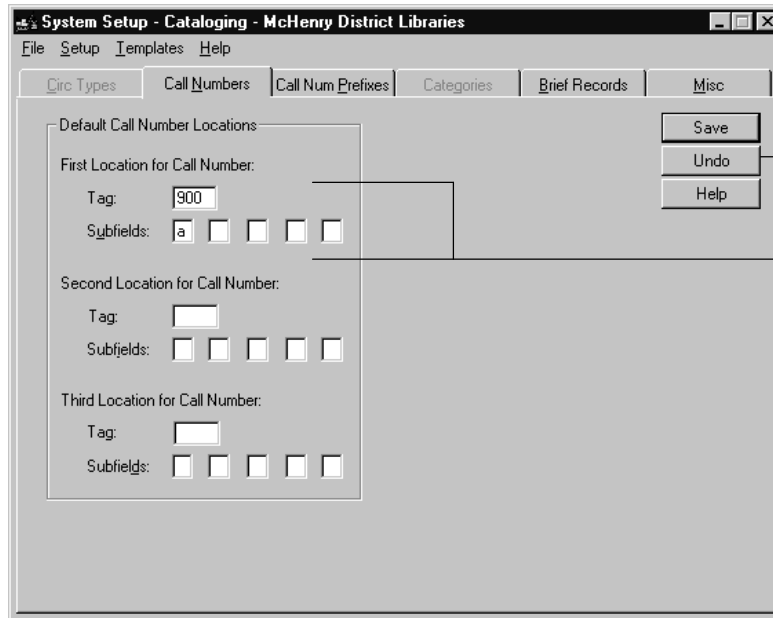 System Setup - Cataloging - McHenry District Libraries
File Setup Templates Help
Circ Types Call Numbers Call Num Prefixes Categories Brief Records Misc
Default Call Number Locations
Save
First Location for Call Number:
Undo
Tag: 900
Help
Subfields: a
Second Location for Call Number:
Tag:
Subfields:
Third Location for Call Number:
Tag:
Subfields: